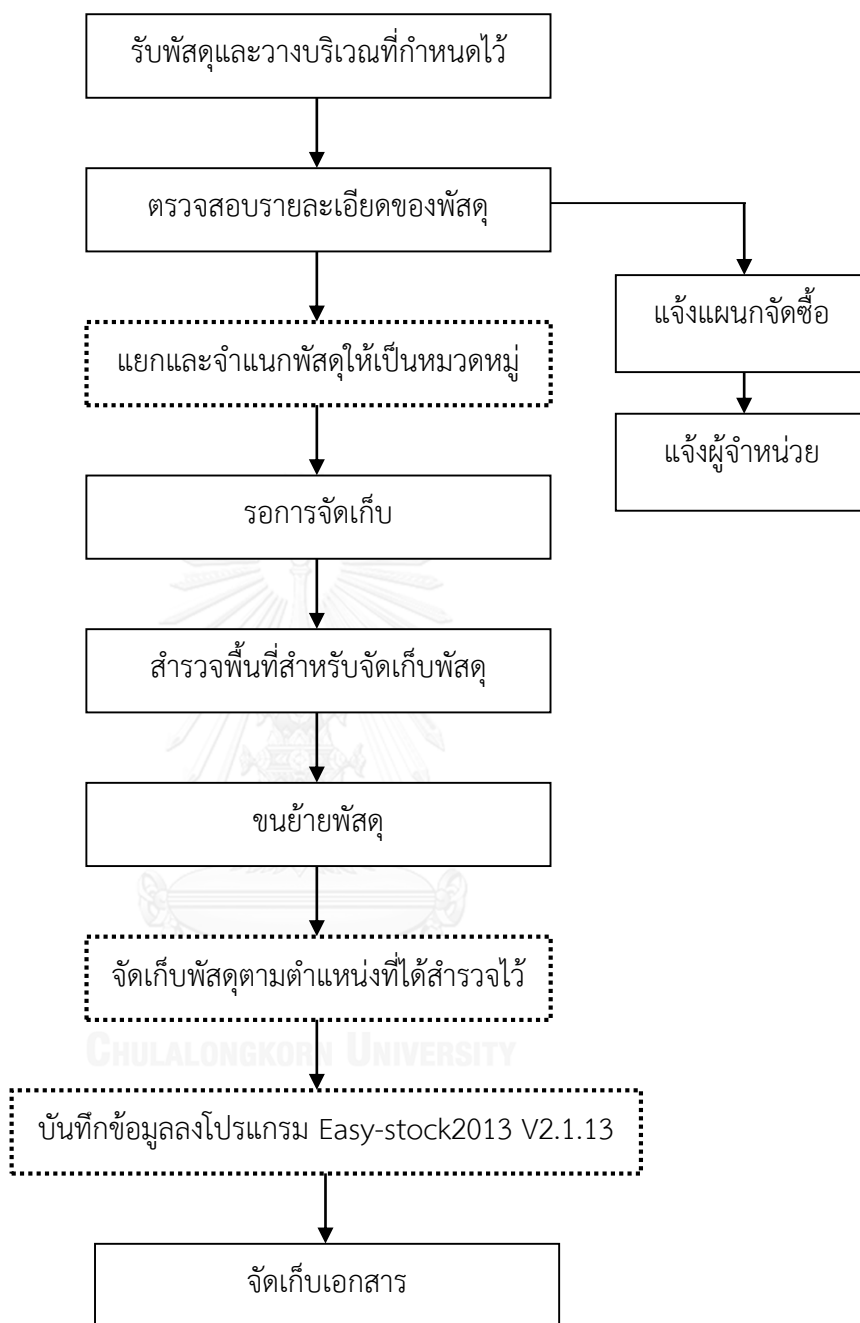 รับพัสดุและวางบริเวณที่กำหนดไว้
ตรวจสอบรายละเอียดของพัสดุ
แจ้งแผนกจัดซื้อ
แยกและจำแนกพัสดุให้เป็นหมวดหมู่
แจ้งผู้จำหน่วย
รอการจัดเก็บ
สำรวจพื้นที่สำหรับจัดเก็บพัสดุ
ขนย้ายพัสดุ
จัดเก็บพัสดุตามตำแหน่งที่ได้สำรวจไว้
CHULALONGKORN UNIVERSITY
บันทึกข้อมูลลงโปรแกรม Easy-stock2013 V2.1.13
จัดเก็บเอกสาร